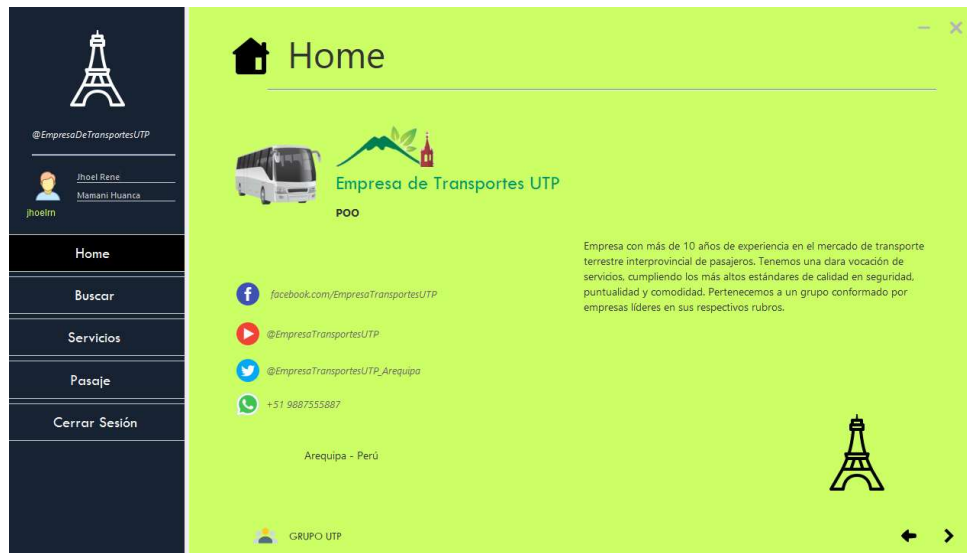 @EmpresaDeTransportesUTP
Jhoel Rene
Mamani Huanca
jhoelrn
Home
Buscar
Servicios
Pasaje
Cerrar Sesión
Home
Empresa de Transportes UTP
POO
facebook.com/EmpresaTransportesUTP
@EmpresaTransportesUTP
@EmpresaTransportesUTP_Arequipa
+51 9887555887
Arequipa - Perú
GRUPO UTP
Empresa con más de 10 años de experiencia en el mercado de transporte
terrestre interprovincial de pasajeros. Tenemos una clara vocación de
servicios, cumpliendo los más altos estándares de calidad en seguridad,
puntualidad y comodidad. Pertenecemos a un grupo conformado por
empresas líderes en sus respectivos rubros.